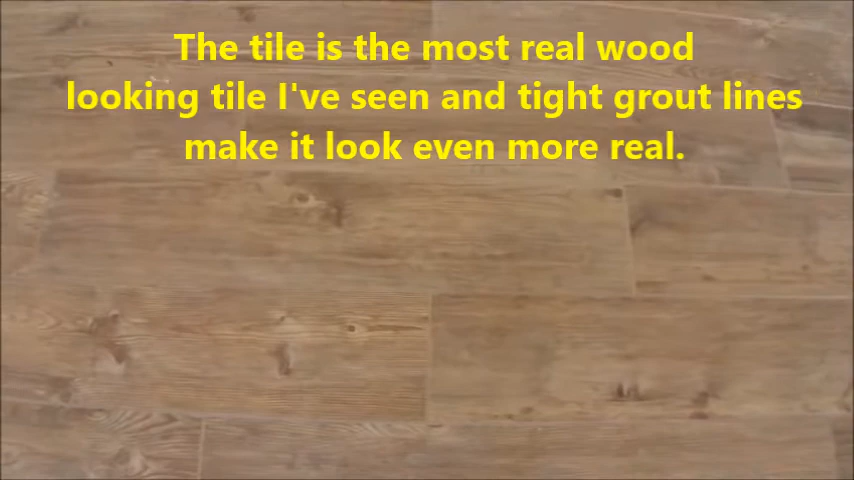 The tile is the most real wood
looking tile I've seen and tight grout lines
make it look even more real.